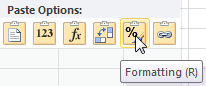 Paste Options:
123 fx %
Formatting (R)